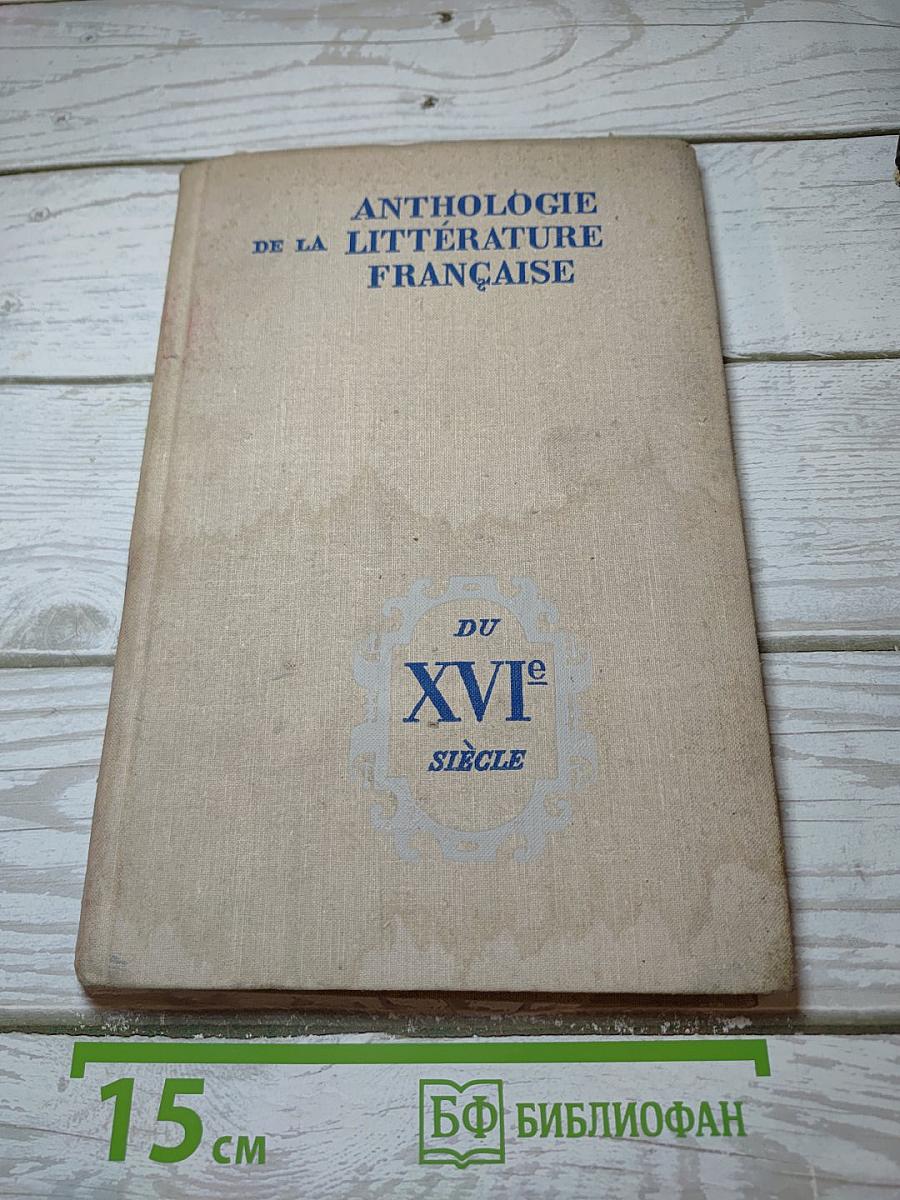 ANTHOLOGIE
DE LA LITTÉRATURE
FRANÇAISE
DU
XVIe
SIÈCLE
15 см
БФ БИБЛИОФАН